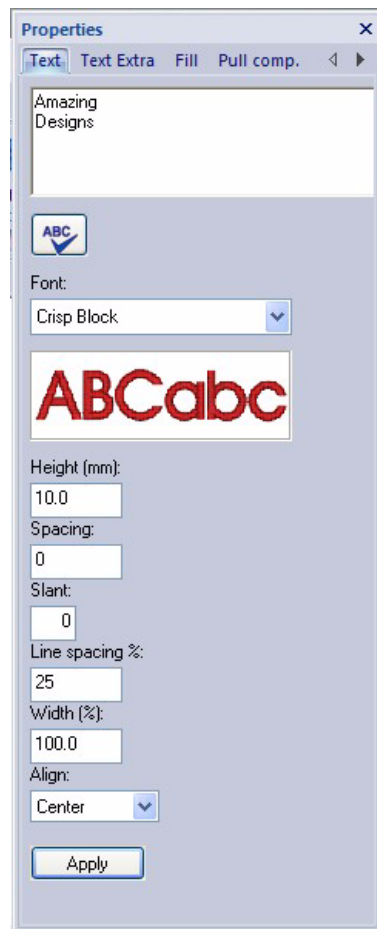 Properties
Text Text Extra Fill Pull comp.
Amazing
Designs
ABC
Font:
Crisp Block
ABCabc
Height (mm):
10.0
Spacing:
0
Slant:
0
Line spacing %:
25
Width (%):
100.0
Align:
Center
Apply